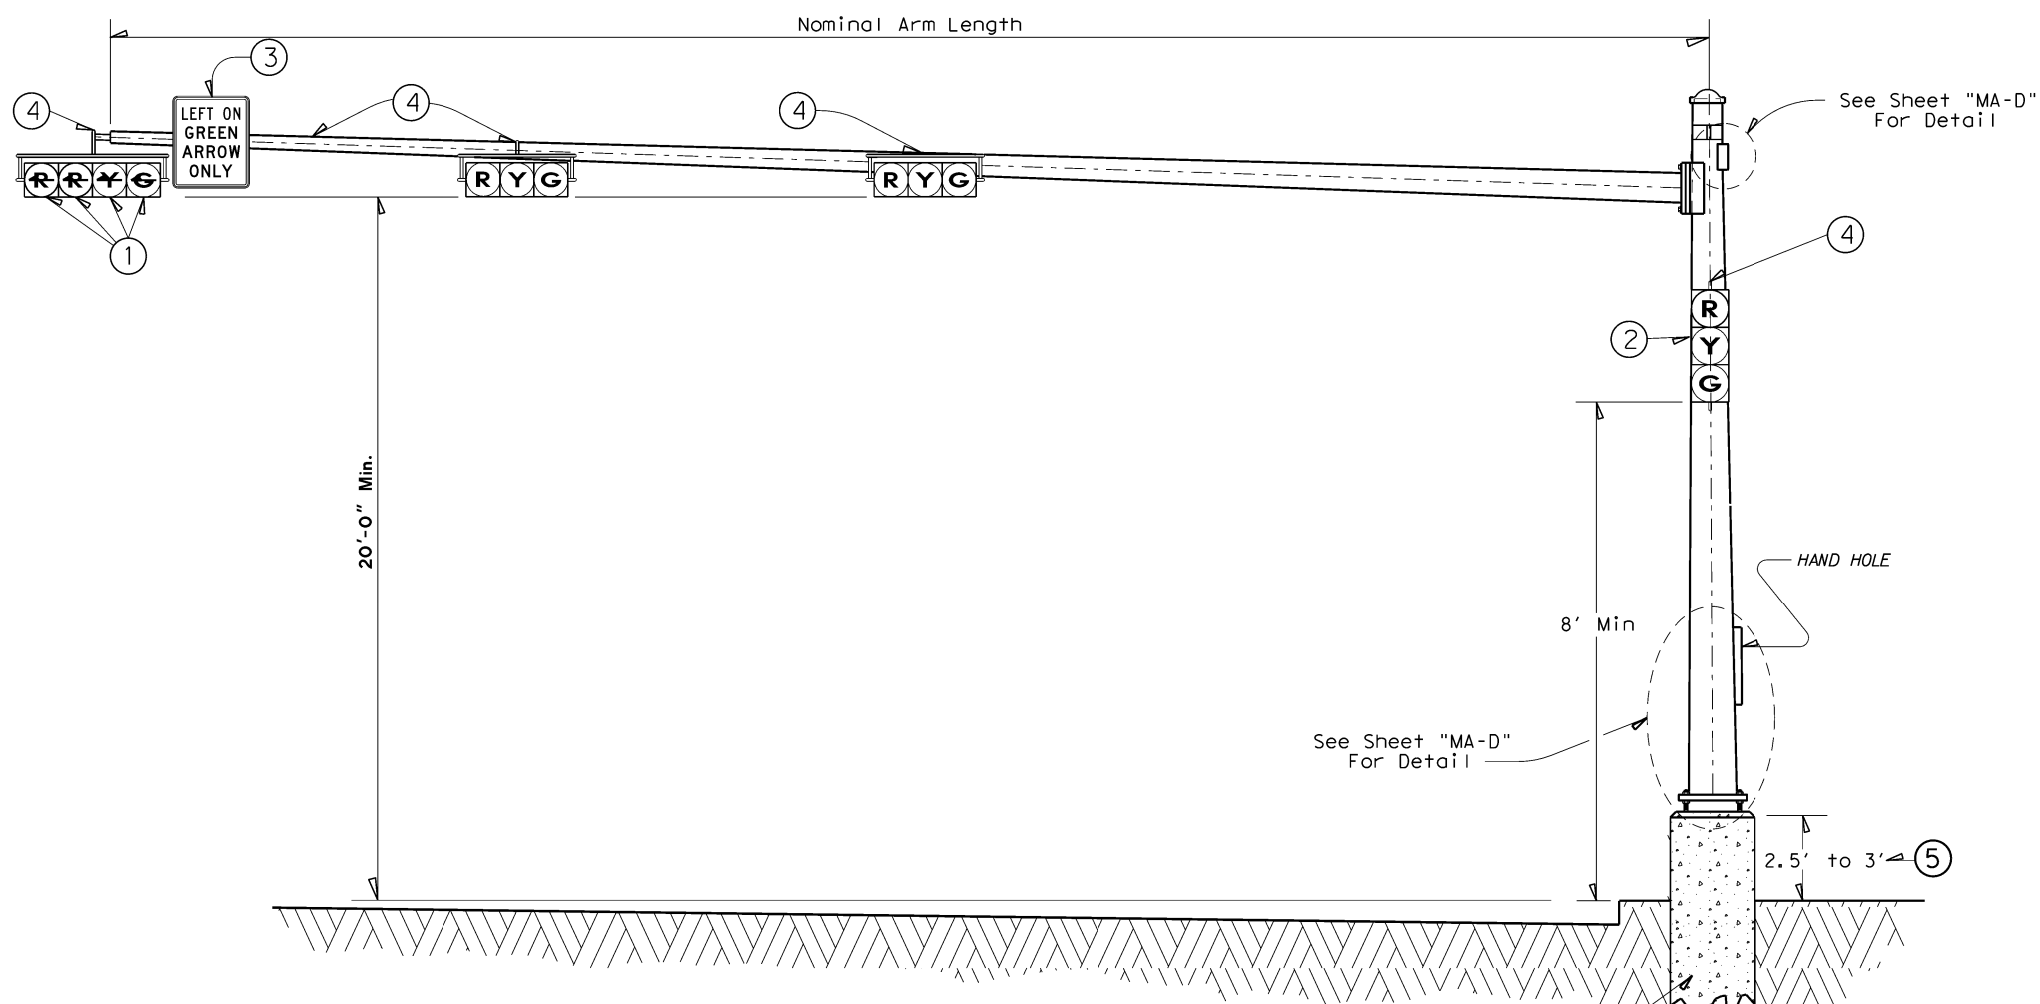 Nominal Arm Length
3
4
LEFT ON
GREEN
ARROW
ONLY
4
4
See Sheet "MA-D"
For Detail
R R Y G
R Y G
R Y G
1
4
R
Y
G
2
20'-0" Min.
HAND HOLE
8' Min
See Sheet "MA-D"
For Detail
2.5' to 3'
5